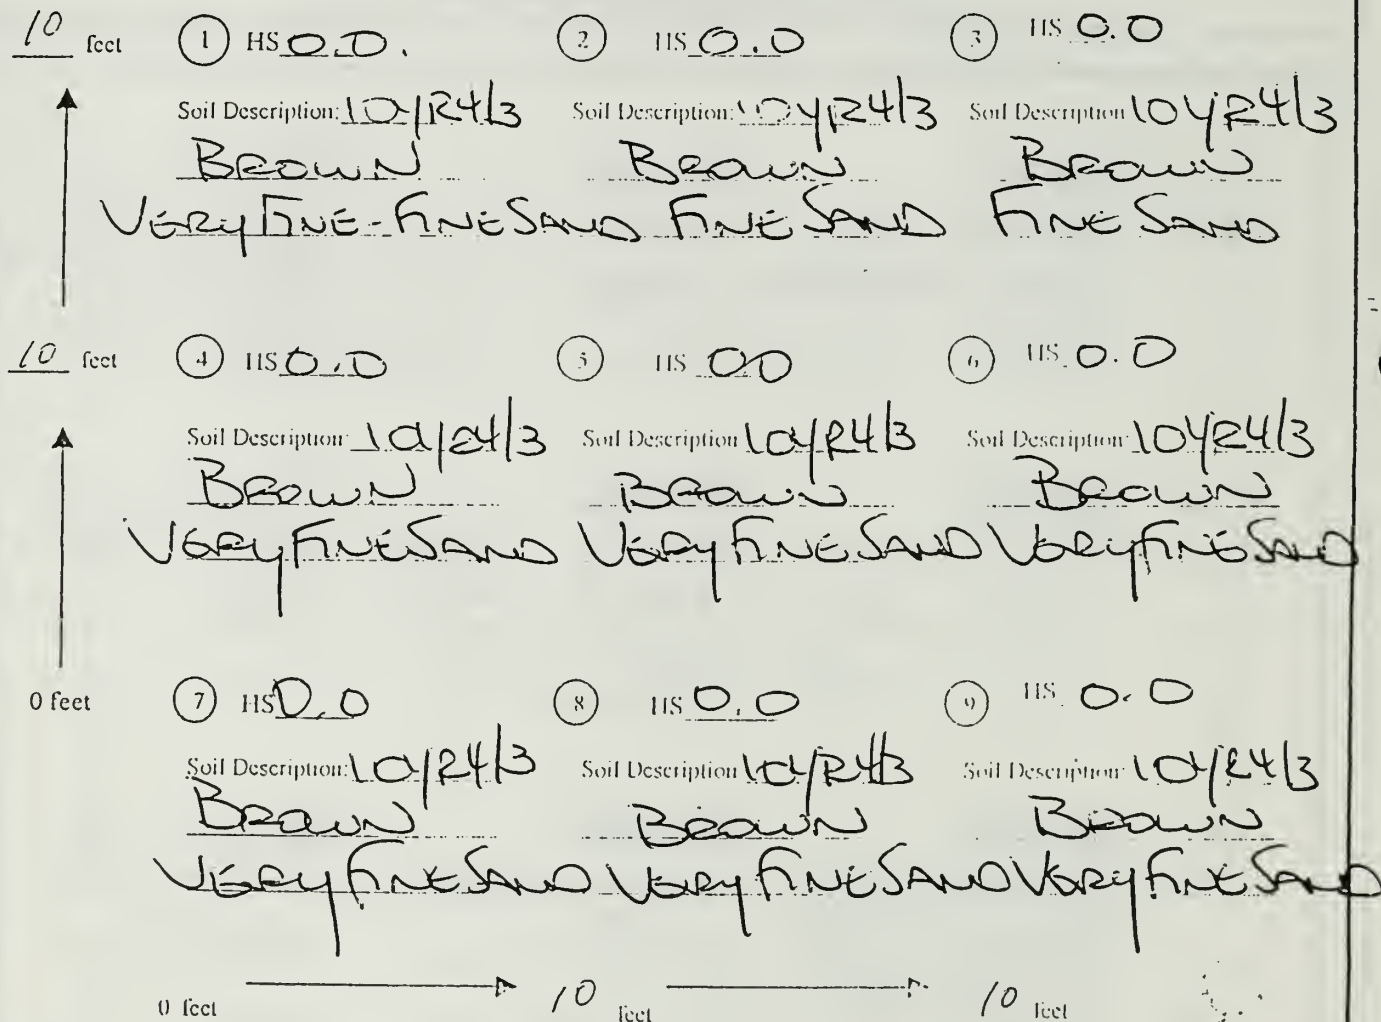 10 feet 1 HS 0.0. 2 HS 0.0 3 HS 0.0
Soil Description: 10YR4/3 Soil Description: 10YR4/3 Soil Description 10YR4/3
BROWN BROWN BROWN
VERY FINE-FINE SAND FINE SAND FINE SAND
10 feet 4 HS 0.0 5 HS 0.0 6 HS 0.0
Soil Description: 10YR4/3 Soil Description 10YR4/3 Soil Description: 10YR4/3
BROWN BROWN BROWN
VERY FINE SAND VERY FINE SAND VERY FINE SAND
0 feet 7 HS 0.0 8 HS 0.0 9 HS 0.0
Soil Description: 10YR4/3 Soil Description 10YR4/3 Soil Description: 10YR4/3
BROWN BROWN BROWN
VERY FINE SAND VERY FINE SAND VERY FINE SAND
0 feet 10 feet 10 feet